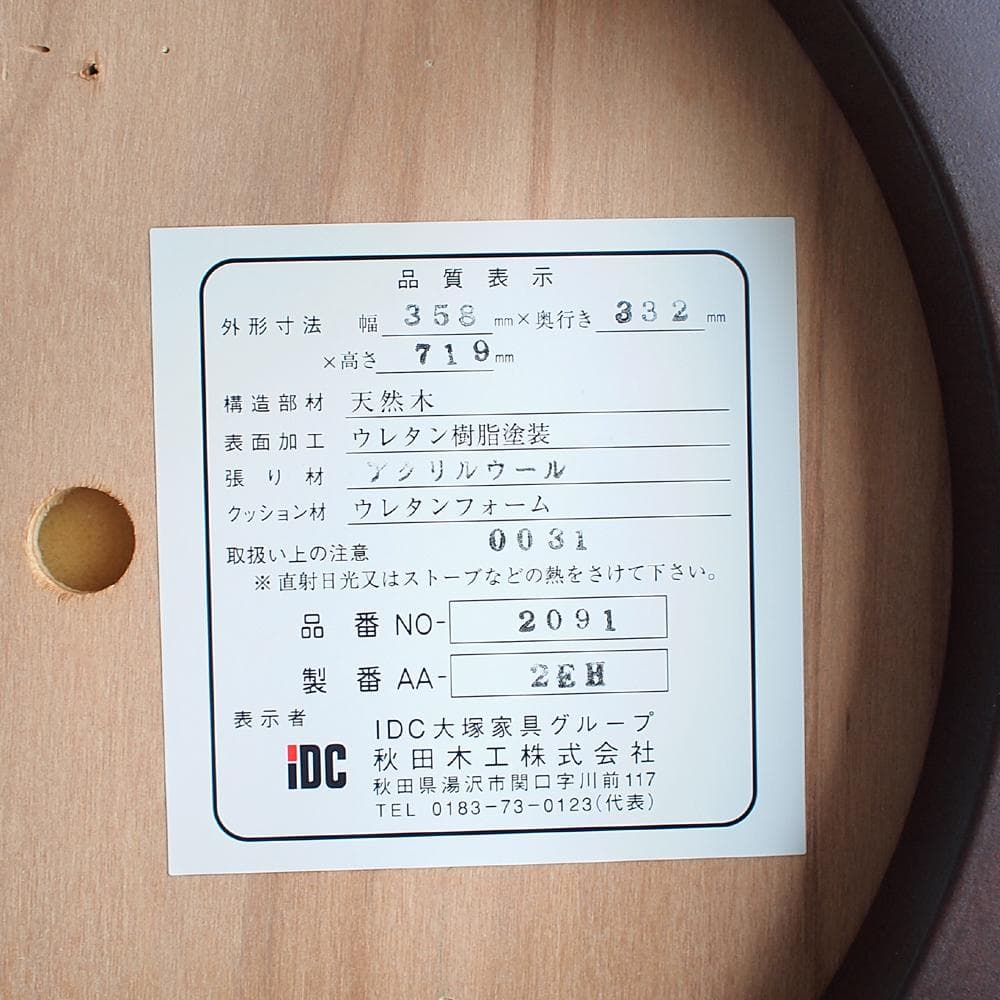 品質表示
外形寸法 幅 358 mm×奥行き 332 mm
×高さ 719 mm
構造部材 天然木
表面加工 ウレタン樹脂塗装
張り材 アクリルウール
クッション材 ウレタンフォーム
取扱い上の注意 0031
※直射日光又はストーブなどの熱をさけて下さい。
品番 NO- 2091
製番 AA- 2EH
表示者
iDC
IDC大塚家具グループ
秋田木工株式会社
秋田県湯沢市関口字川前117
TEL 0183-73-0123(代表)